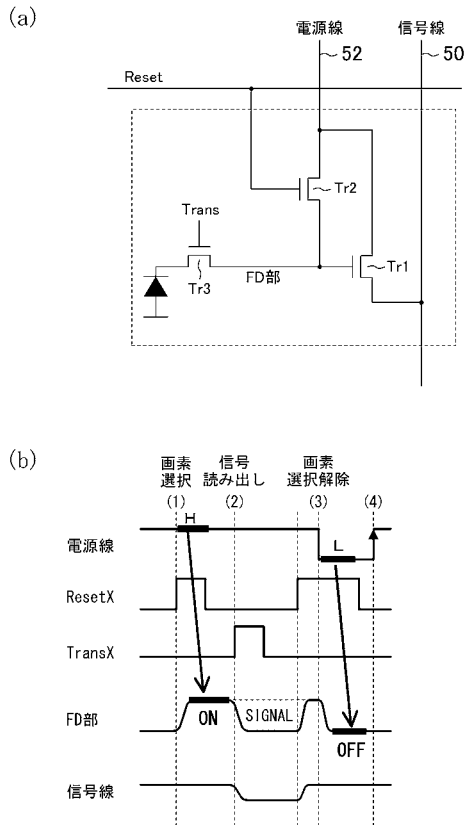 (a)
電源線 信号線
52 50
Reset
Tr2
Trans
Tr3
FD部
Tr1
(b)
画素 信号 画素
選択 読み出し 選択解除
(1) (2) (3) (4)
H
電源線
L
ResetX
TransX
FD部
ON
SIGNAL
OFF
信号線